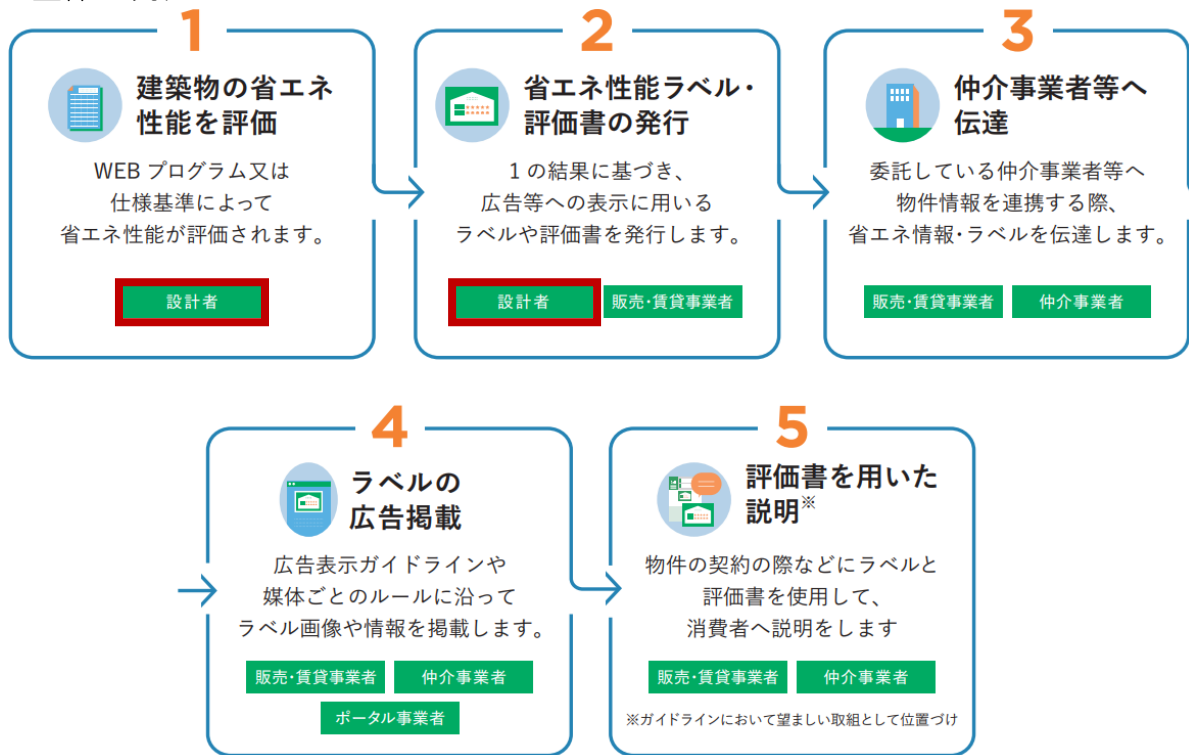 1
建築物の省エネ
性能を評価
WEB プログラム又は
仕様基準によって
省エネ性能が評価されます。
設計者
2
省エネ性能ラベル・
評価書の発行
1 の結果に基づき、
広告等への表示に用いる
ラベルや評価書を発行します。
設計者
販売・賃貸事業者
3
仲介事業者等へ
伝達
委託している仲介事業者等へ
物件情報を連携する際、
省エネ情報・ラベルを伝達します。
販売・賃貸事業者
仲介事業者
4
ラベルの
広告掲載
広告表示ガイドラインや
媒体ごとのルールに沿って
ラベル画像や情報を掲載します。
販売・賃貸事業者
仲介事業者
ポータル事業者
5
評価書を用いた
説明※
物件の契約の際などにラベルと
評価書を使用して、
消費者へ説明をします
販売・賃貸事業者
仲介事業者
※ガイドラインにおいて望ましい取組として位置づけ